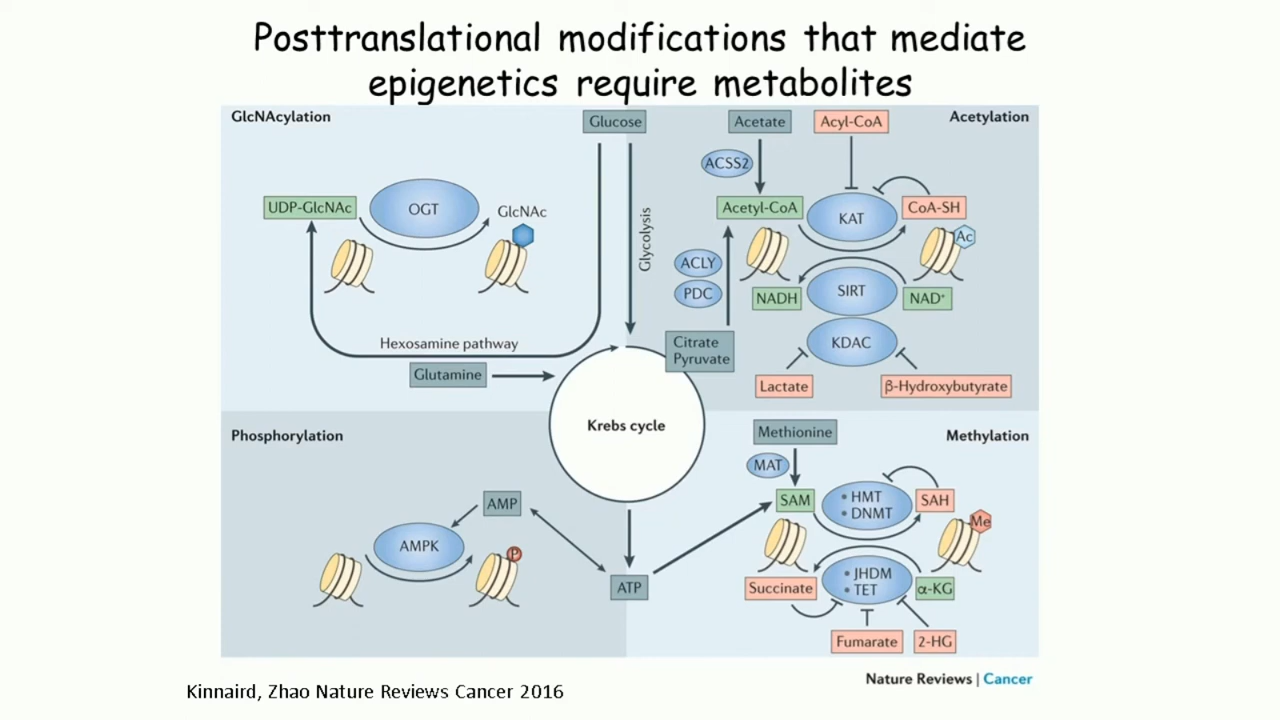 Posttranslational modifications that mediate
epigenetics require metabolites
GlcNAcylation
Glucose
UDP-GlcNAc
OGT
GlcNAc
Glycolysis
Hexosamine pathway
Glutamine
Acetylation
Acetate
Acyl-CoA
ACSS2
Acetyl-CoA
KAT
CoA-SH
Ac
ACLY
PDC
NADH
SIRT
NAD⁺
KDAC
Citrate
Pyruvate
Lactate
β-Hydroxybutyrate
Krebs cycle
Phosphorylation
AMP
AMPK
P
ATP
Methylation
Methionine
MAT
SAM
• HMT
• DNMT
SAH
Me
Succinate
• JHDM
• TET
α-KG
Fumarate
2-HG
Nature Reviews | Cancer
Kinnaird, Zhao Nature Reviews Cancer 2016